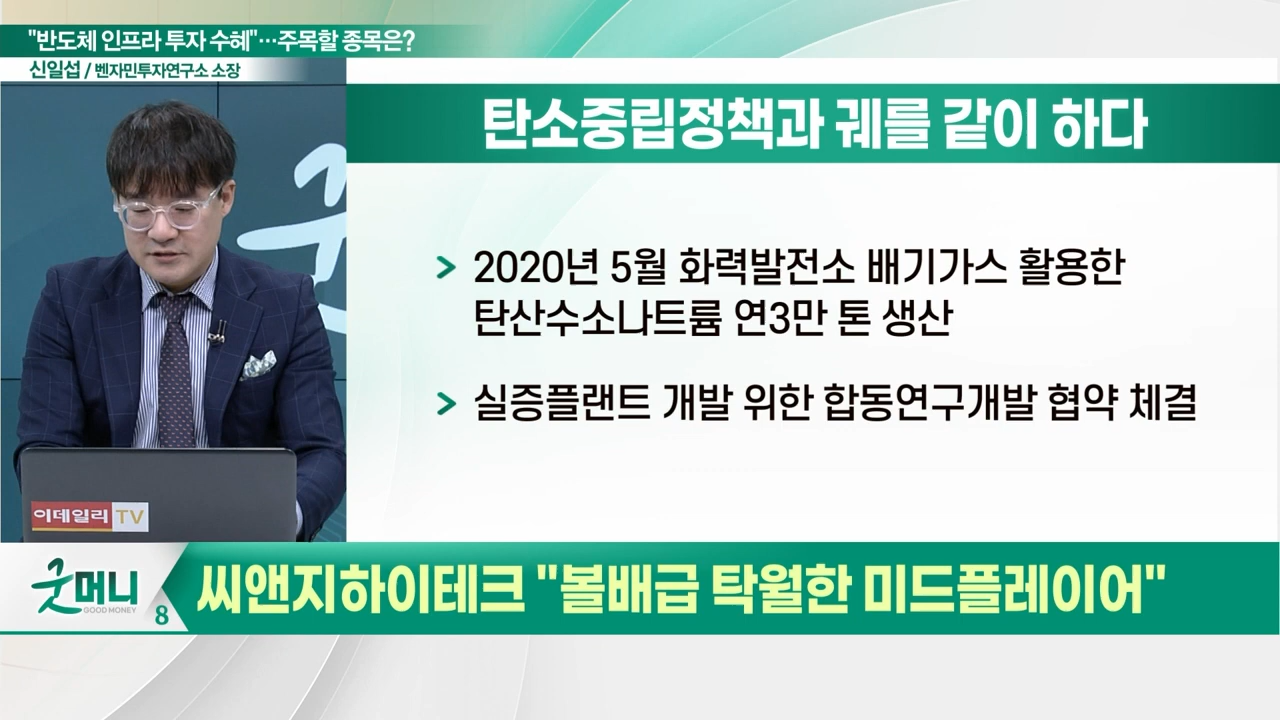 "반도체 인프라 투자 수혜"…주목할 종목은?
신일섭 / 벤자민투자연구소 소장
탄소중립정책과 궤를 같이 하다
> 2020년 5월 화력발전소 배기가스 활용한
탄산수소나트륨 연3만 톤 생산
> 실증플랜트 개발 위한 합동연구개발 협약 체결
이데일리TV
굿머니
GOOD MONEY
8
씨앤지하이테크 "볼배급 탁월한 미드플레이어"